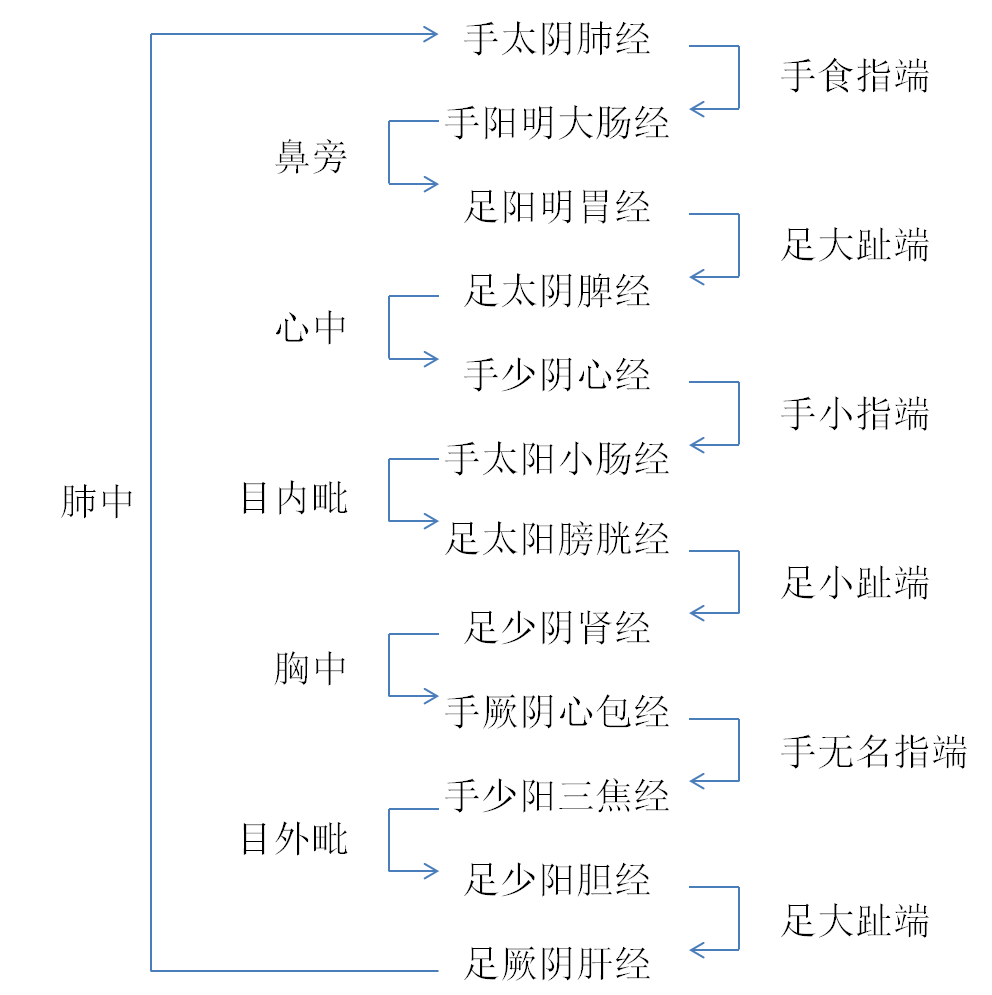 手太阴肺经
手食指端
手阳明大肠经
鼻旁
足阳明胃经
足大趾端
足太阴脾经
心中
手少阴心经
手小指端
手太阳小肠经
肺中
目内毗
足太阳膀胱经
足小趾端
足少阴肾经
胸中
手厥阴心包经
手无名指端
手少阳三焦经
目外毗
足少阳胆经
足大趾端
足厥阴肝经